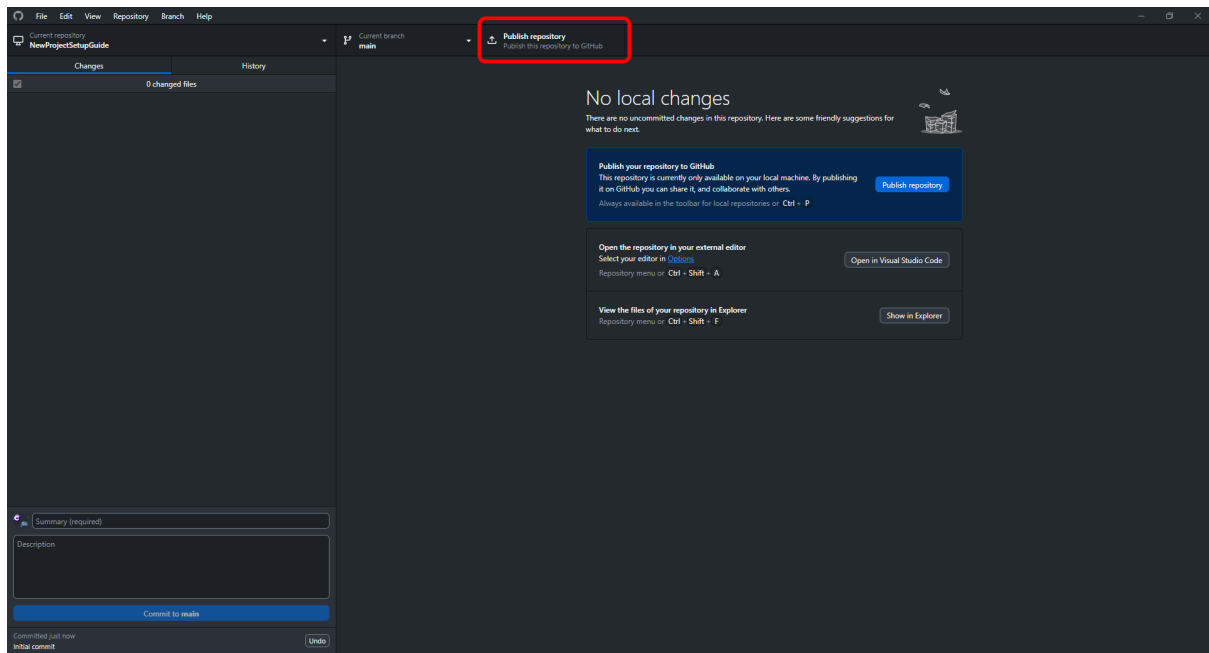 File Edit View Repository Branch Help
Current repository
NewProjectSetupGuide
Current branch
main
Publish repository
Publish this repository to GitHub
Changes History
0 changed files
No local changes
There are no uncommitted changes in this repository. Here are some friendly suggestions for
what to do next.
Publish your repository to GitHub
This repository is currently only available on your local machine. By publishing
it on GitHub you can share it, and collaborate with others.
Always available in the toolbar for local repositories or Ctrl + P
Publish repository
Open the repository in your external editor
Select your editor in Options
Repository menu or Ctrl + Shift + A
Open in Visual Studio Code
View the files of your repository in Explorer
Repository menu or Ctrl + Shift + F
Show in Explorer
Summary (required)
Description
Commit to main
Committed just now
Initial commit
Undo